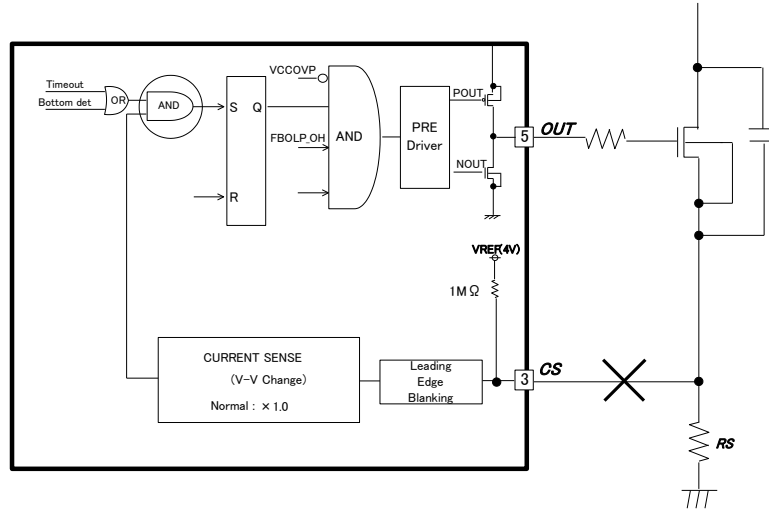 VCCOVP
Timeout
OR
Bottom det
AND
S Q
FBOLP_OH
AND
PRE
Driver
POUT
NOUT
5 OUT
R
VREF(4V)
1MΩ
CURRENT SENSE
(V-V Change)
Normal : × 1.0
Leading
Edge
Blanking
3 CS
RS